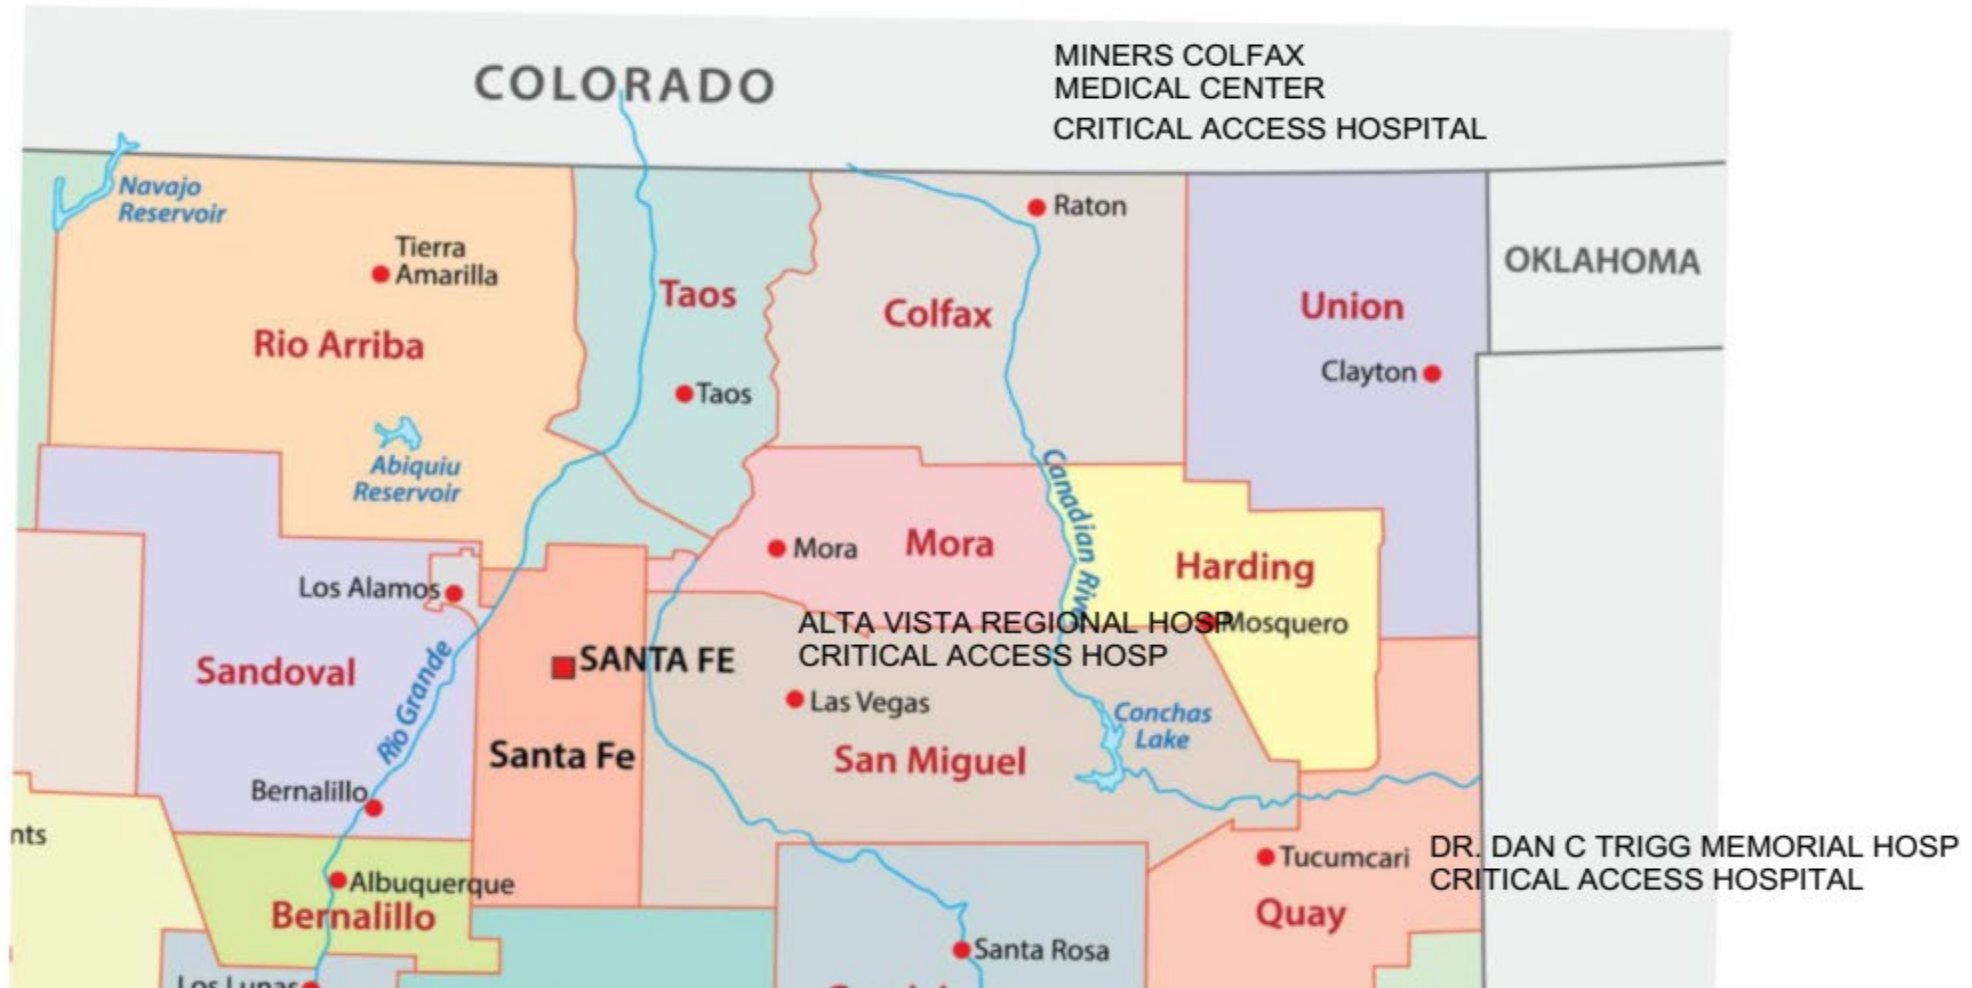 COLORADO
MINERS COLFAX
MEDICAL CENTER
CRITICAL ACCESS HOSPITAL
Navajo
Reservoir
Raton
Tierra
Amarilla
OKLAHOMA
Taos
Colfax
Union
Rio Arriba
Clayton
Taos
Abiquiu
Reservoir
Canadian River
Mora
Mora
Harding
Los Alamos
ALTA VISTA REGIONAL HOSP
Mosquero
CRITICAL ACCESS HOSP
SANTA FE
Sandoval
Rio Grande
Las Vegas
Conchas
Lake
Santa Fe
San Miguel
Bernalillo
nts
DR. DAN C TRIGG MEMORIAL HOSP
Tucumcari
CRITICAL ACCESS HOSPITAL
Albuquerque
Bernalillo
Quay
Santa Rosa
Los Lunas